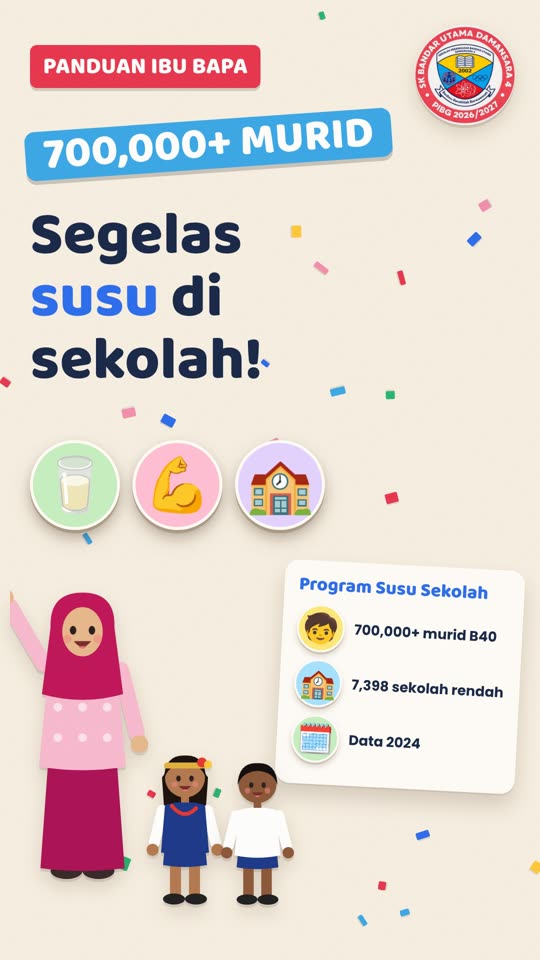 PANDUAN IBU BAPA
SK BANDAR UTAMA DAMANSARA 4
2002
PIBG 2026/2027
700,000+ MURID
Segelas
susu di
sekolah!
Program Susu Sekolah
700,000+ murid B40
7,398 sekolah rendah
Data 2024